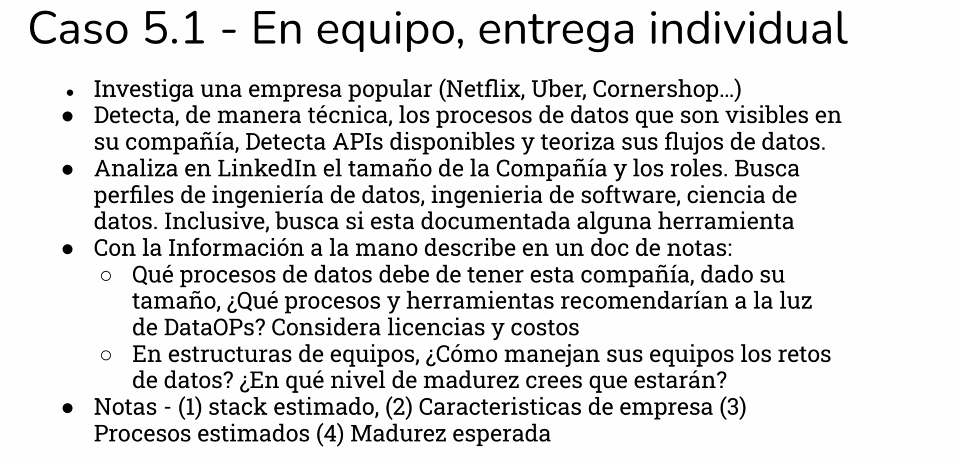 Caso 5.1 - En equipo, entrega individual
● Investiga una empresa popular (Netflix, Uber, Cornershop...)
● Detecta, de manera técnica, los procesos de datos que son visibles en
su compañía, Detecta APIs disponibles y teoriza sus flujos de datos.
● Analiza en LinkedIn el tamaño de la Compañía y los roles. Busca
perfiles de ingeniería de datos, ingenieria de software, ciencia de
datos. Inclusive, busca si esta documentada alguna herramienta
● Con la Información a la mano describe en un doc de notas:
○ Qué procesos de datos debe de tener esta compañía, dado su
tamaño, ¿Qué procesos y herramientas recomendarían a la luz
de DataOPs? Considera licencias y costos
○ En estructuras de equipos, ¿Cómo manejan sus equipos los retos
de datos? ¿En qué nivel de madurez crees que estarán?
● Notas - (1) stack estimado, (2) Caracteristicas de empresa (3)
Procesos estimados (4) Madurez esperada